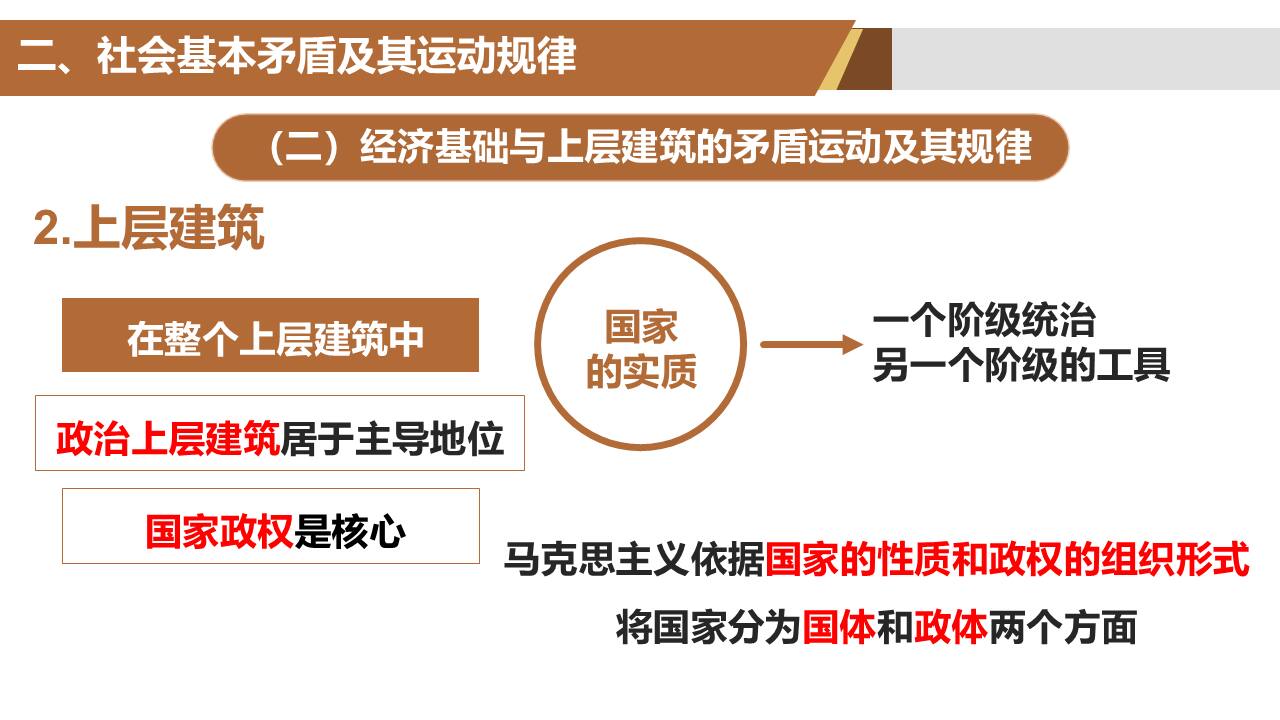 二、社会基本矛盾及其运动规律
（二）经济基础与上层建筑的矛盾运动及其规律
2.上层建筑
在整个上层建筑中
政治上层建筑居于主导地位
国家政权是核心
国家
的实质
一个阶级统治
另一个阶级的工具
马克思主义依据国家的性质和政权的组织形式
将国家分为国体和政体两个方面